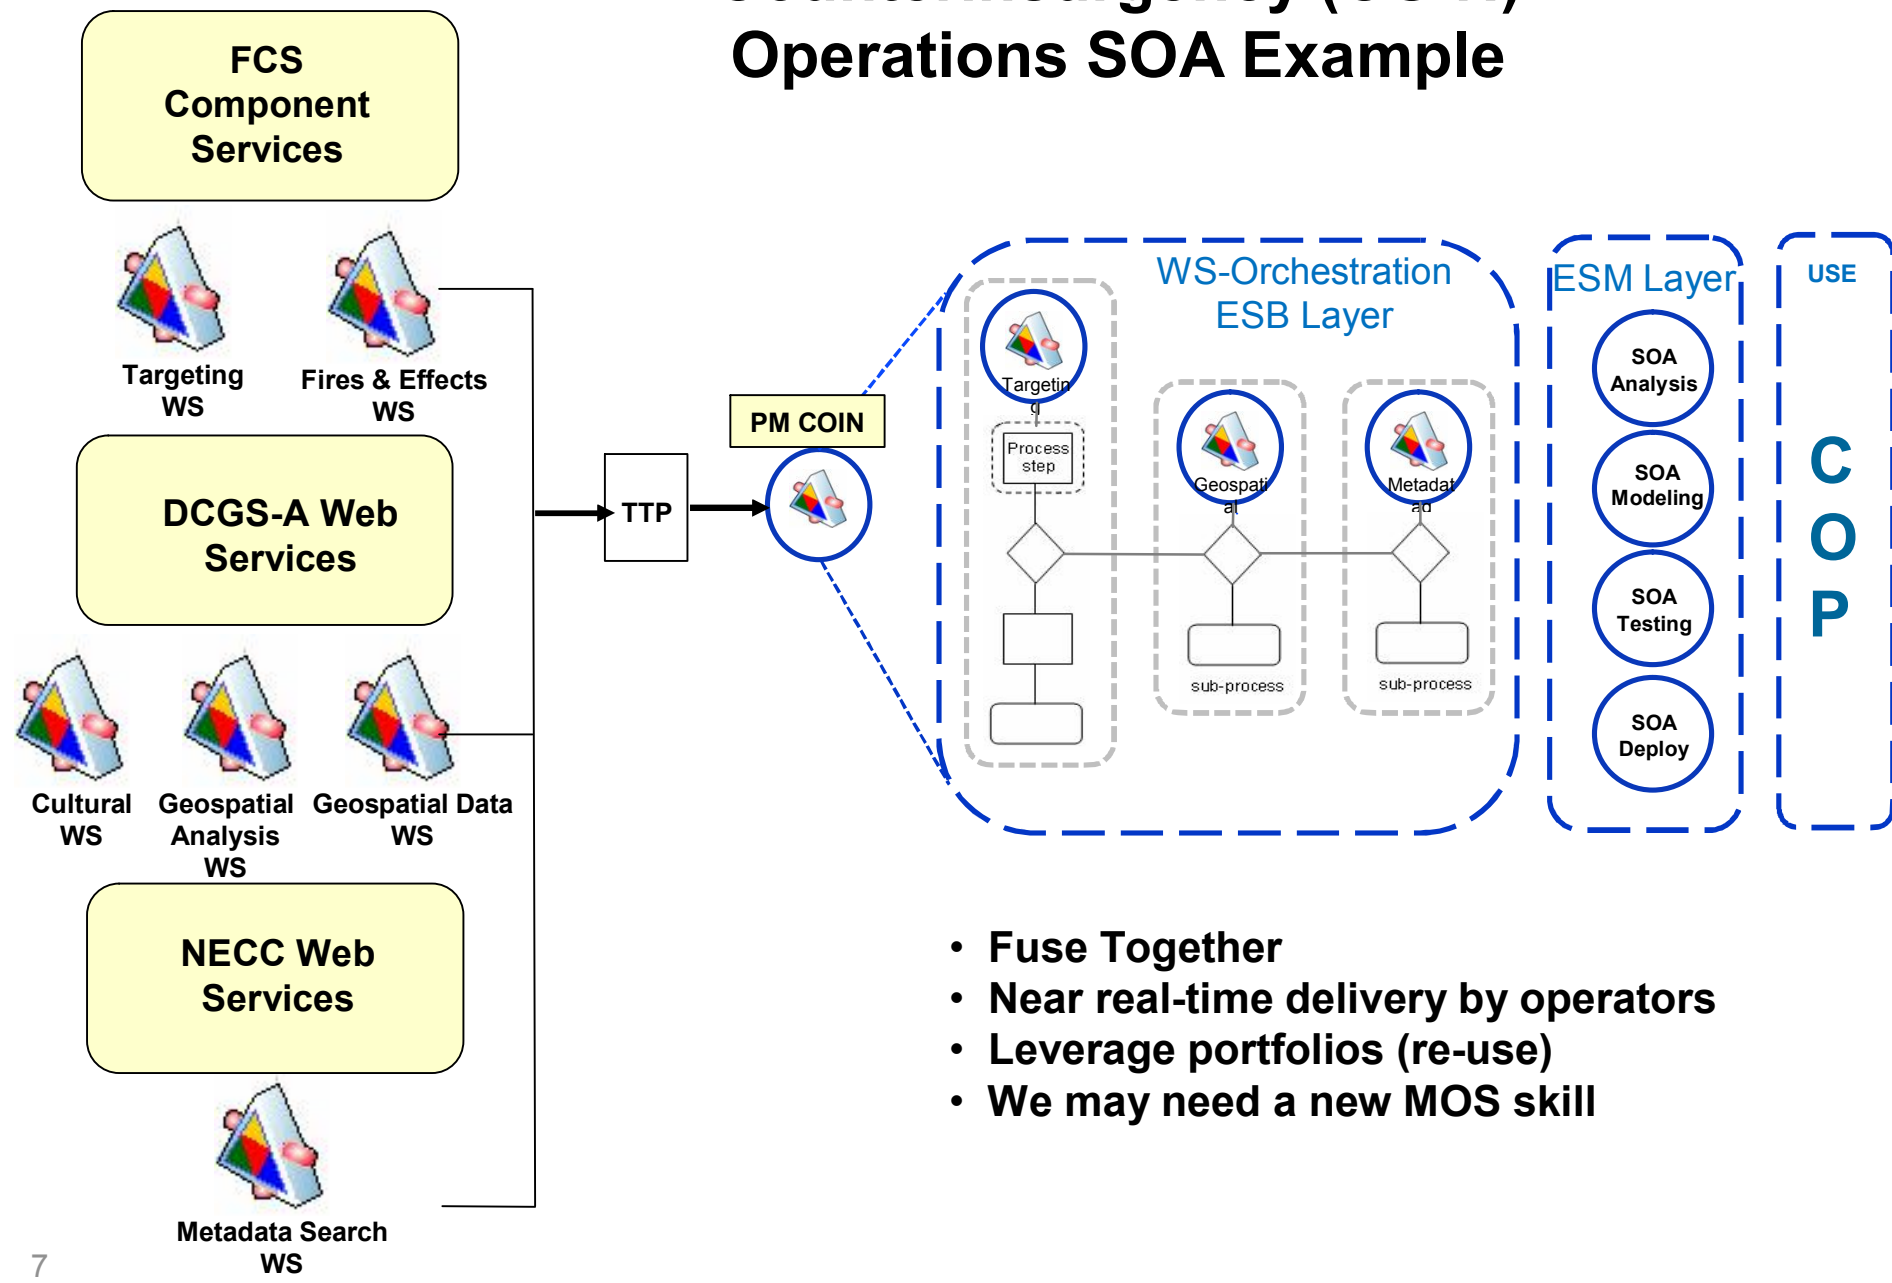 Operations SOA Example
FCS
Component
Services
Targeting
WS
Fires & Effects
WS
DCGS-A Web
Services
Cultural
WS
Geospatial
Analysis
WS
Geospatial Data
WS
NECC Web
Services
Metadata Search
WS
TTP
PM COIN
WS-Orchestration
ESB Layer
Targetin
g
Process
step
Geospati
al
sub-process
Metadat
sub-process
ESM Layer
SOA
Analysis
SOA
Modeling
SOA
Testing
SOA
Deploy
USE
C
O
P
• Fuse Together
• Near real-time delivery by operators
• Leverage portfolios (re-use)
• We may need a new MOS skill
7